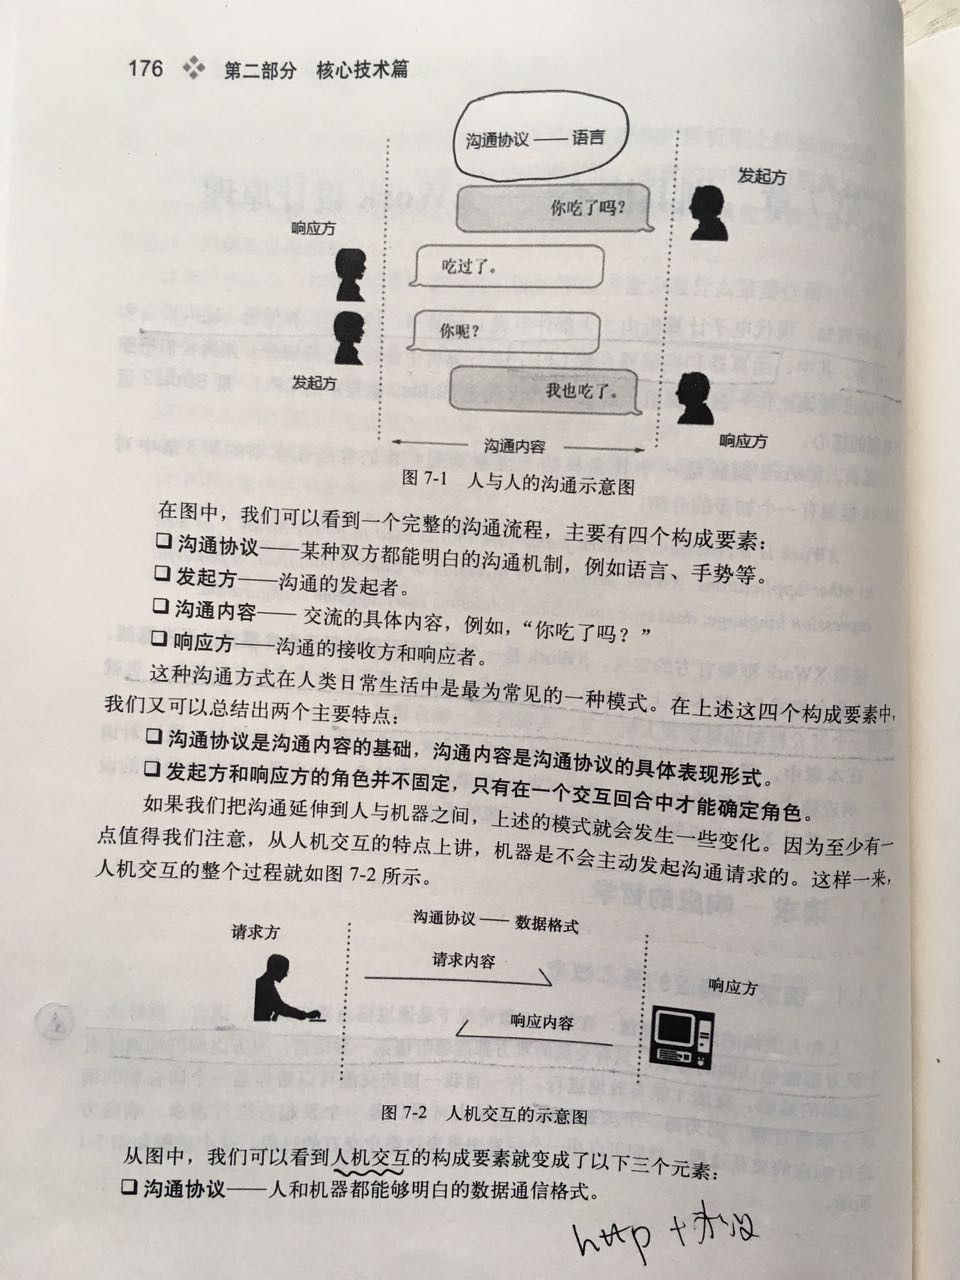 176 第二部分 核心技术篇
沟通协议——语言
发起方
你吃了吗？
响应方
吃过了。
你呢？
发起方
我也吃了。
响应方
沟通内容
图 7-1 人与人的沟通示意图
在图中，我们可以看到一个完整的沟通流程，主要有四个构成要素：
❑ 沟通协议——某种双方都能明白的沟通机制，例如语言、手势等。
❑ 发起方——沟通的发起者。
❑ 沟通内容—— 交流的具体内容，例如，“你吃了吗？”
❑ 响应方——沟通的接收方和响应者。
这种沟通方式在人类日常生活中是最为常见的一种模式。在上述这四个构成要素中，
我们又可以总结出两个主要特点：
❑ 沟通协议是沟通内容的基础，沟通内容是沟通协议的具体表现形式。
❑ 发起方和响应方的角色并不固定，只有在一个交互回合中才能确定角色。
如果我们把沟通延伸到人与机器之间，上述的模式就会发生一些变化。因为至少有一
点值得我们注意，从人机交互的特点上讲，机器是不会主动发起沟通请求的。这样一来，
人机交互的整个过程就如图 7-2 所示。
沟通协议——数据格式
请求方
请求内容
响应方
响应内容
图 7-2 人机交互的示意图
从图中，我们可以看到人机交互的构成要素就变成了以下三个元素：
❑ 沟通协议——人和机器都能够明白的数据通信格式。
http + 协议